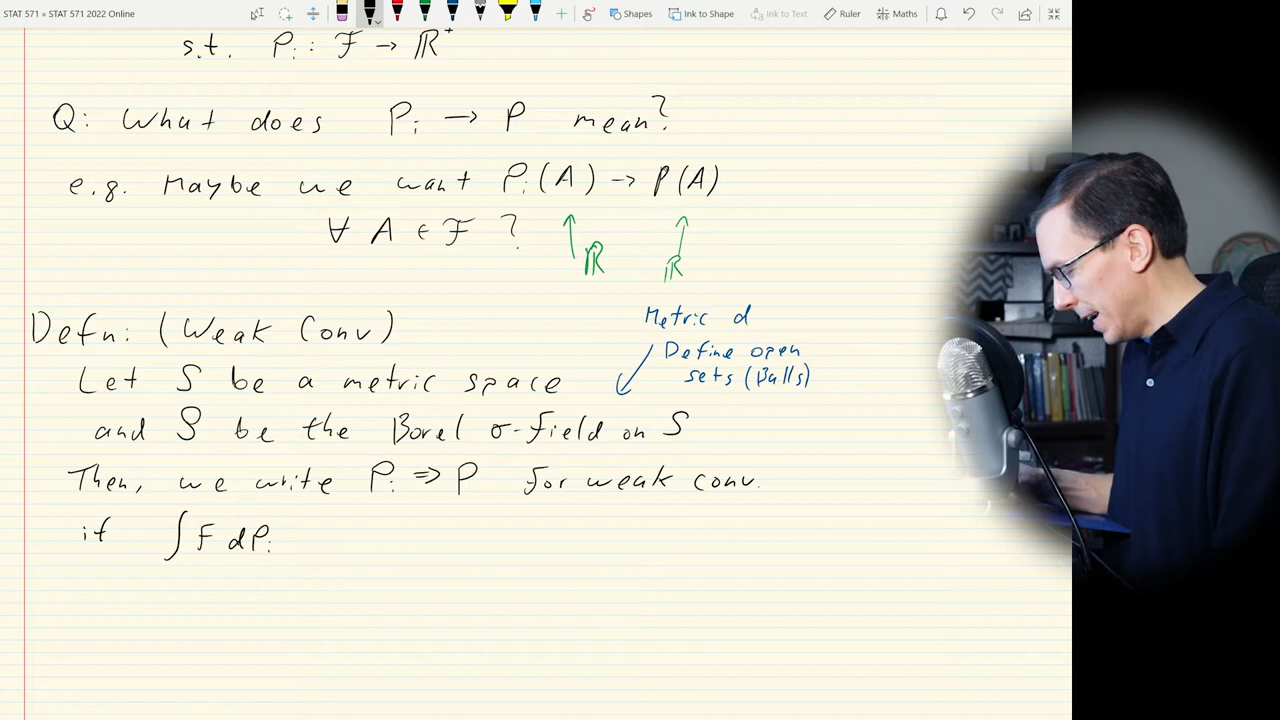 STAT 571 » STAT 571 2022 Online
Shapes
Ink to Shape
Ink to Text
Ruler
Maths
s.t. Pᵢ : ℱ → ℝ⁺
Q: What does Pᵢ → P mean?
e.g. Maybe we want Pᵢ(A) → P(A)
∀ A ∈ ℱ ?
ℝ ℝ
Defn: (Weak Conv)
Metric d
Define open
sets (Balls)
Let S be a metric space
and 𝒮 be the Borel σ-field on S
Then, we write Pᵢ ⇒ P for weak conv.
if ∫ F dPᵢ